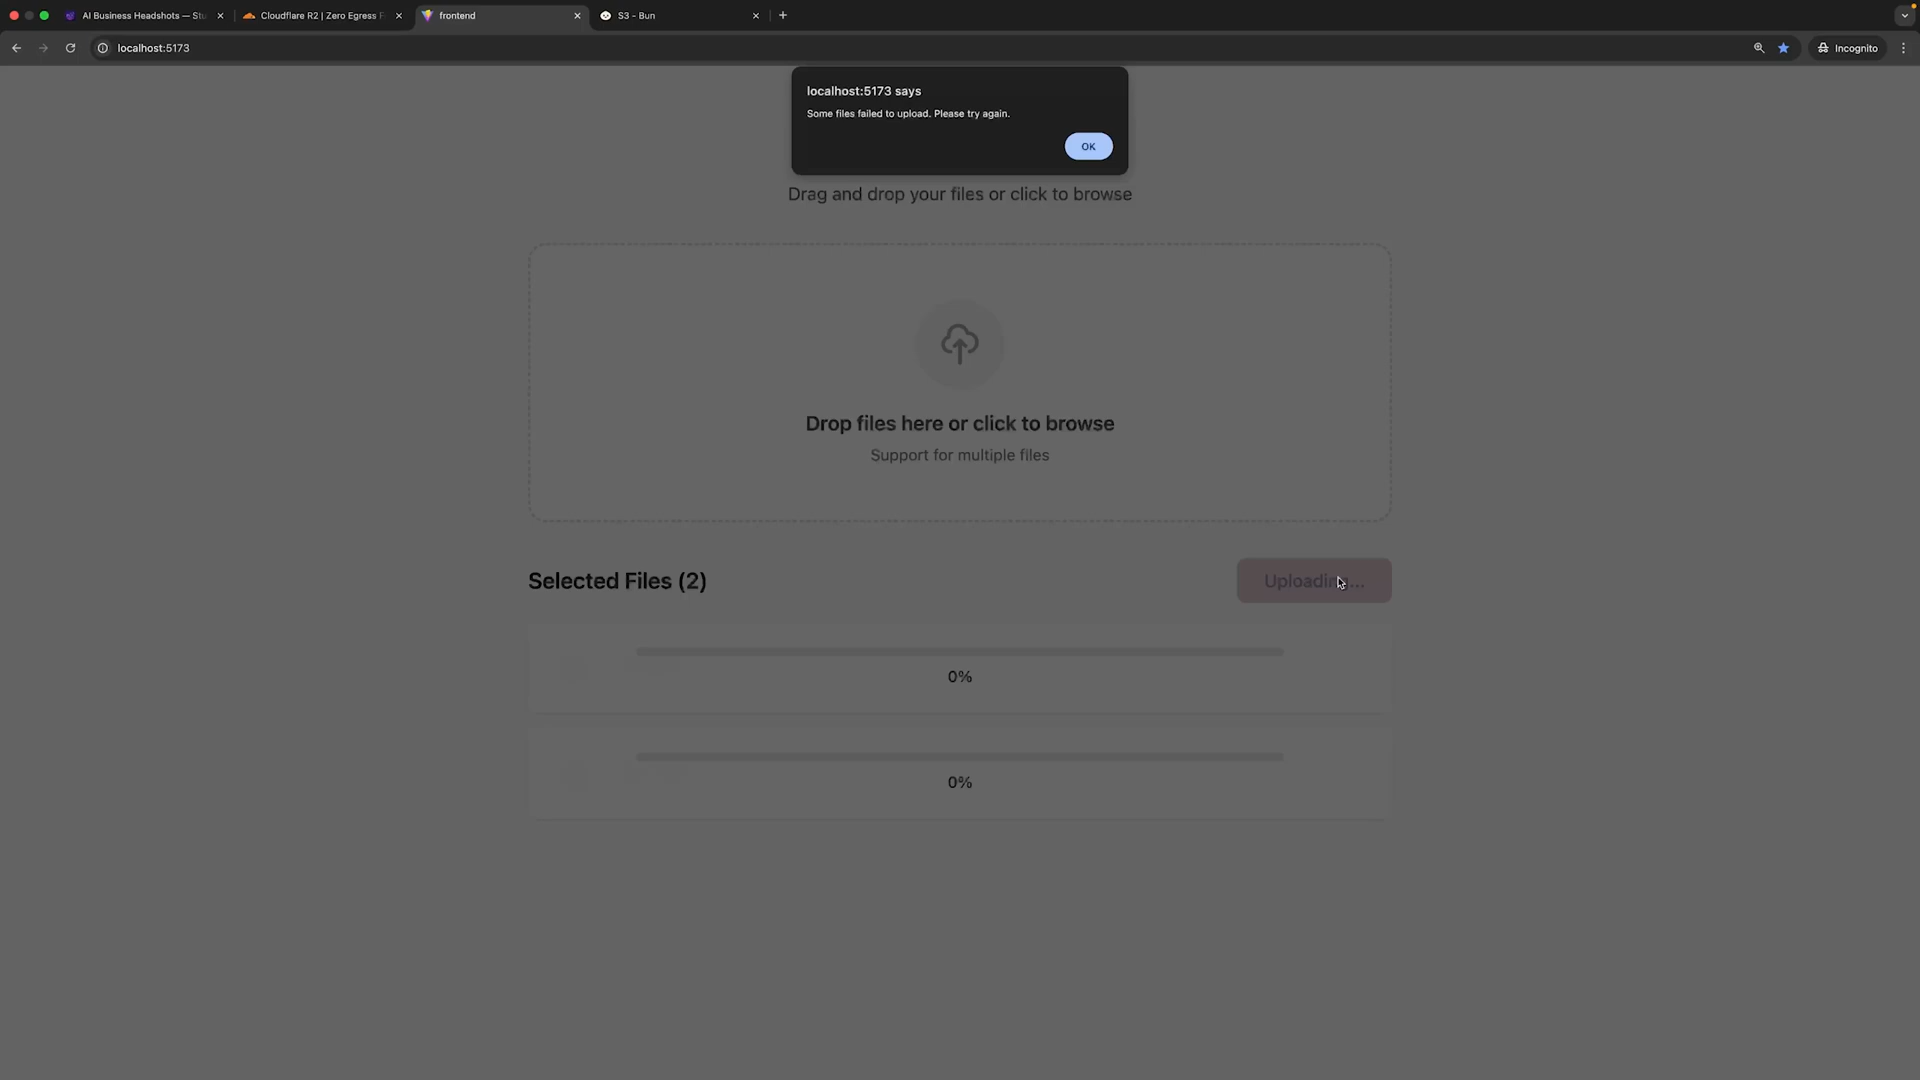 AI Business Headshots — Stu
Cloudflare R2 | Zero Egress F
frontend
S3 - Bun
localhost:5173
Incognito
localhost:5173 says
Some files failed to upload. Please try again.
OK
Drag and drop your files or click to browse
Drop files here or click to browse
Support for multiple files
Selected Files (2)
Uploading...
0%
0%